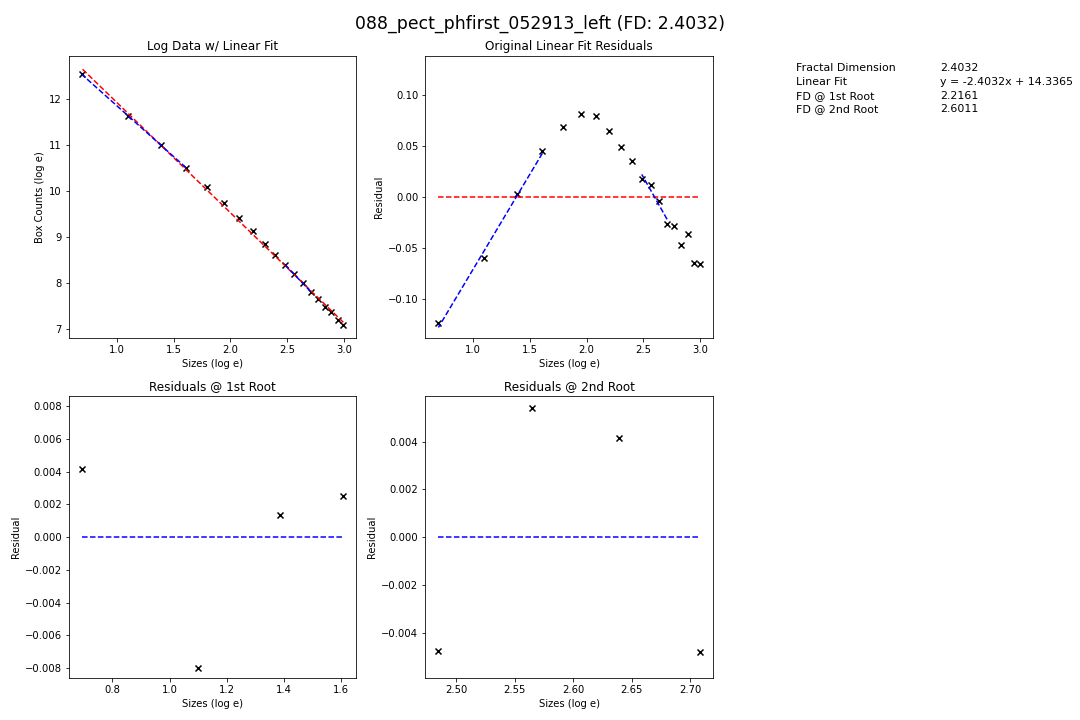 088_pect_phfirst_052913_left (FD: 2.4032)
Log Data w/ Linear Fit
Box Counts (log e)
12
11
10
9
8
7
1.0 1.5 2.0 2.5 3.0
Sizes (log e)
Original Linear Fit Residuals
Residual
0.10
0.05
0.00
−0.05
−0.10
1.0 1.5 2.0 2.5 3.0
Sizes (log e)
Fractal Dimension 2.4032
Linear Fit y = -2.4032x + 14.3365
FD @ 1st Root 2.2161
FD @ 2nd Root 2.6011
Residuals @ 1st Root
Residual
0.008
0.006
0.004
0.002
0.000
−0.002
−0.004
−0.006
−0.008
0.8 1.0 1.2 1.4 1.6
Sizes (log e)
Residuals @ 2nd Root
Residual
0.004
0.002
0.000
−0.002
−0.004
2.50 2.55 2.60 2.65 2.70
Sizes (log e)